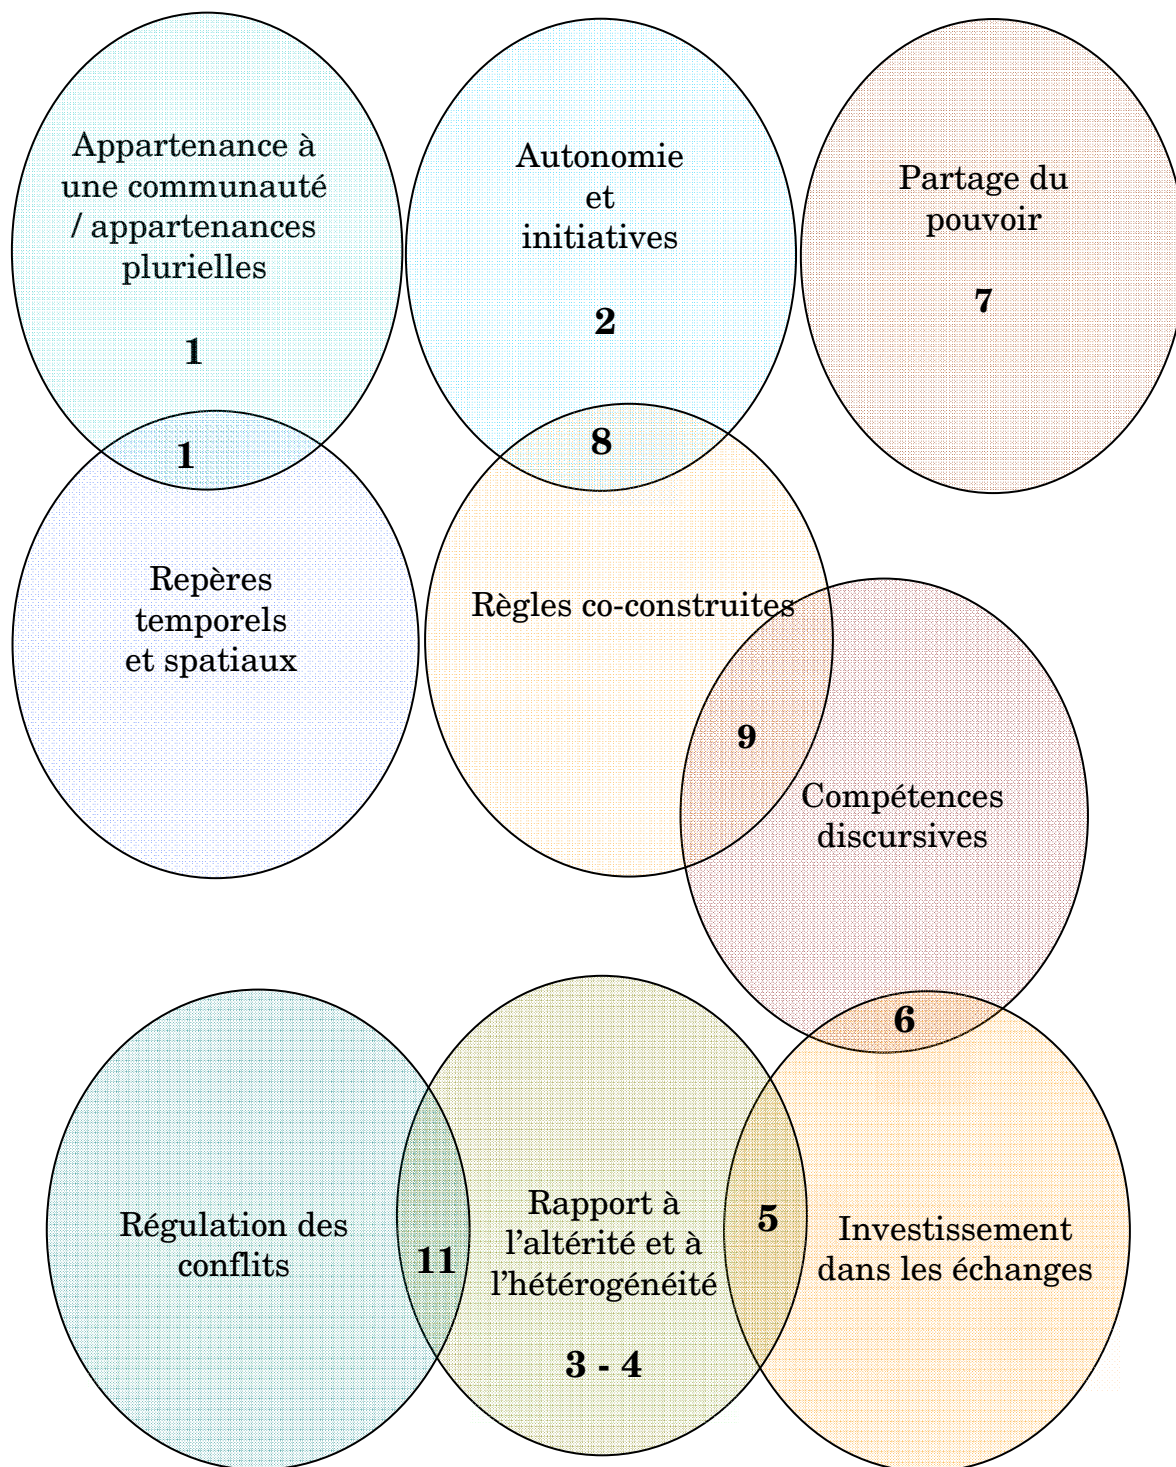 Appartenance à
une communauté
/ appartenances
plurielles
1
Autonomie
et
initiatives
2
Partage du
pouvoir
7
1
8
Repères
temporels
et spatiaux
Règles co-construites
9
Compétences
discursives
6
Régulation des
conflits
11
Rapport à
l'altérité et à
l'hétérogénéité
3 - 4
5
Investissement
dans les échanges